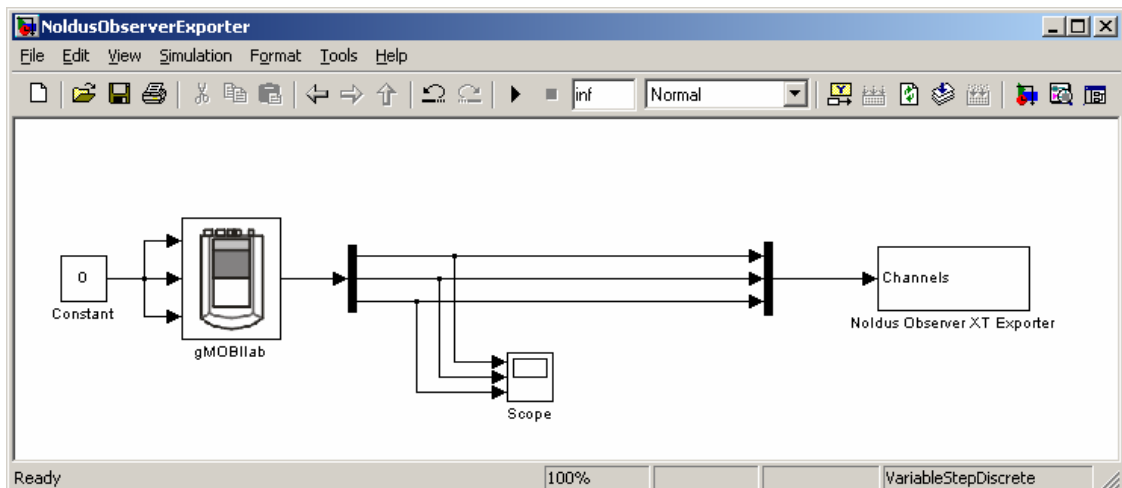 NoldusObserverExporter
File Edit View Simulation Format Tools Help
inf Normal
0
Constant
gMOBIlab
Channels
Noldus Observer XT Exporter
Scope
Ready 100% VariableStepDiscrete